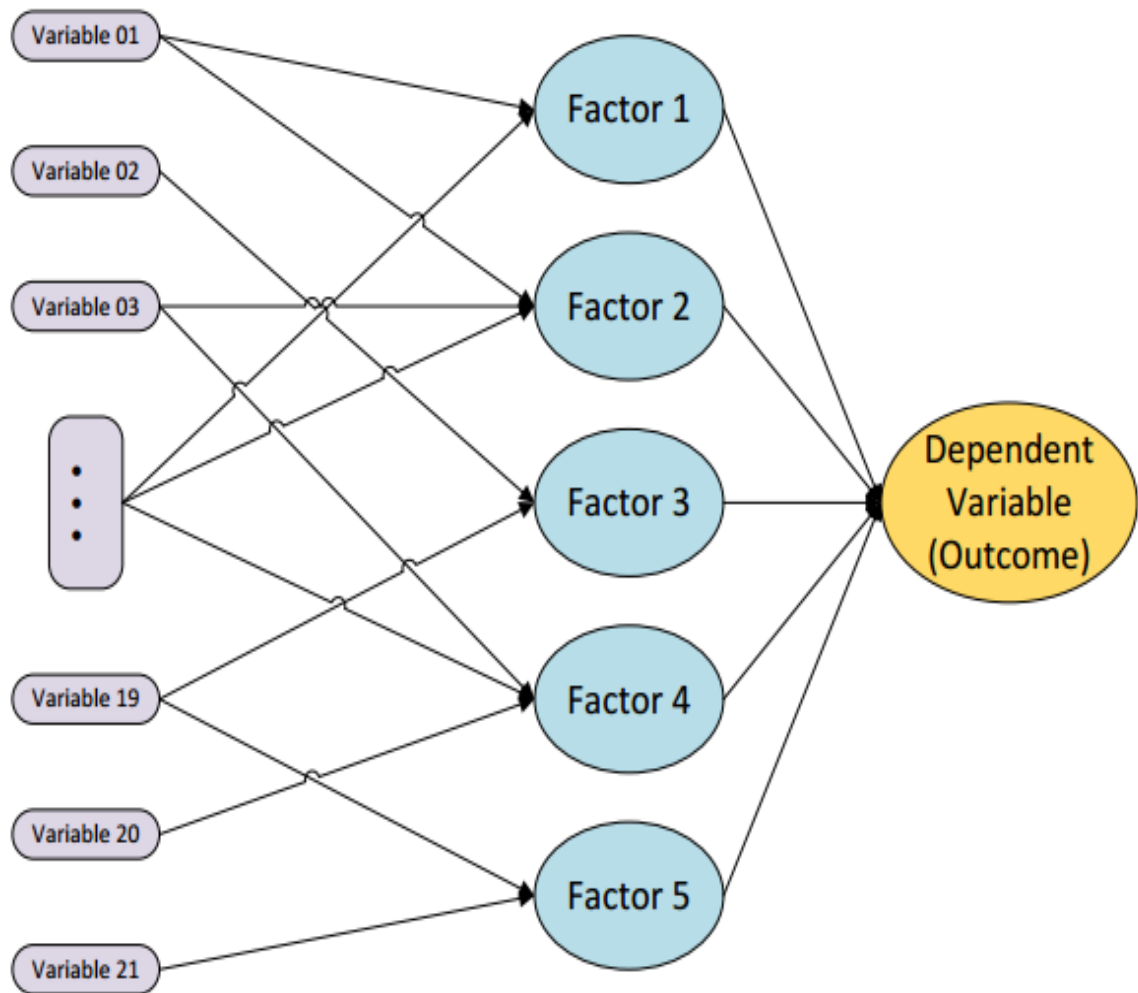 Variable 01
Variable 02
Variable 03
Variable 19
Variable 20
Variable 21
Factor 1
Factor 2
Factor 3
Factor 4
Factor 5
Dependent
Variable
(Outcome)